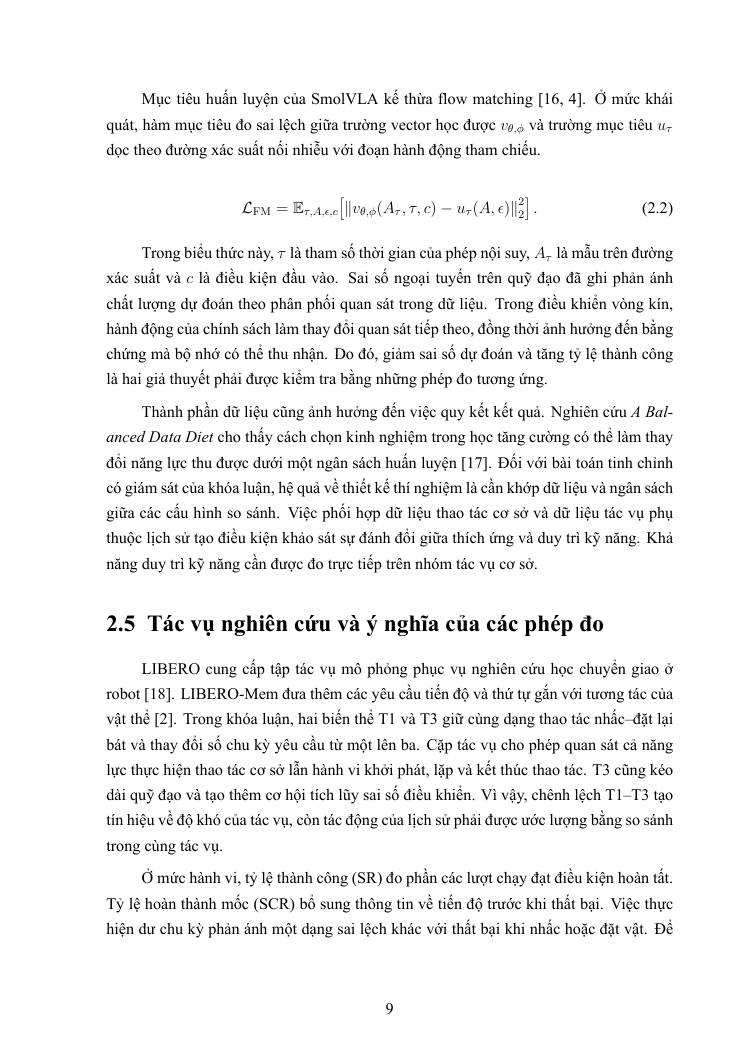 Mục tiêu huấn luyện của SmolVLA kế thừa flow matching [16, 4]. Ở mức khái
quát, hàm mục tiêu đo sai lệch giữa trường vector học được v_{θ,ϕ} và trường mục tiêu u_τ
dọc theo đường xác suất nối nhiễu với đoạn hành động tham chiếu.
ℒ_FM = 𝔼_{τ,A,ϵ,c}[‖v_{θ,ϕ}(A_τ, τ, c) − u_τ(A, ϵ)‖²₂] . (2.2)
Trong biểu thức này, τ là tham số thời gian của phép nội suy, A_τ là mẫu trên đường
xác suất và c là điều kiện đầu vào. Sai số ngoại tuyến trên quỹ đạo đã ghi phản ánh
chất lượng dự đoán theo phân phối quan sát trong dữ liệu. Trong điều khiển vòng kín,
hành động của chính sách làm thay đổi quan sát tiếp theo, đồng thời ảnh hưởng đến bằng
chứng mà bộ nhớ có thể thu nhận. Do đó, giảm sai số dự đoán và tăng tỷ lệ thành công
là hai giả thuyết phải được kiểm tra bằng những phép đo tương ứng.
Thành phần dữ liệu cũng ảnh hưởng đến việc quy kết kết quả. Nghiên cứu A Bal-
anced Data Diet cho thấy cách chọn kinh nghiệm trong học tăng cường có thể làm thay
đổi năng lực thu được dưới một ngân sách huấn luyện [17]. Đối với bài toán tinh chỉnh
có giám sát của khóa luận, hệ quả về thiết kế thí nghiệm là cần khớp dữ liệu và ngân sách
giữa các cấu hình so sánh. Việc phối hợp dữ liệu thao tác cơ sở và dữ liệu tác vụ phụ
thuộc lịch sử tạo điều kiện khảo sát sự đánh đổi giữa thích ứng và duy trì kỹ năng. Khả
năng duy trì kỹ năng cần được đo trực tiếp trên nhóm tác vụ cơ sở.
2.5 Tác vụ nghiên cứu và ý nghĩa của các phép đo
LIBERO cung cấp tập tác vụ mô phỏng phục vụ nghiên cứu học chuyển giao ở
robot [18]. LIBERO-Mem đưa thêm các yêu cầu tiến độ và thứ tự gắn với tương tác của
vật thể [2]. Trong khóa luận, hai biến thể T1 và T3 giữ cùng dạng thao tác nhấc–đặt lại
bát và thay đổi số chu kỳ yêu cầu từ một lên ba. Cặp tác vụ cho phép quan sát cả năng
lực thực hiện thao tác cơ sở lẫn hành vi khởi phát, lặp và kết thúc thao tác. T3 cũng kéo
dài quỹ đạo và tạo thêm cơ hội tích lũy sai số điều khiển. Vì vậy, chênh lệch T1–T3 tạo
tín hiệu về độ khó của tác vụ, còn tác động của lịch sử phải được ước lượng bằng so sánh
trong cùng tác vụ.
Ở mức hành vi, tỷ lệ thành công (SR) đo phần các lượt chạy đạt điều kiện hoàn tất.
Tỷ lệ hoàn thành mốc (SCR) bổ sung thông tin về tiến độ trước khi thất bại. Việc thực
hiện dư chu kỳ phản ánh một dạng sai lệch khác với thất bại khi nhấc hoặc đặt vật. Để
9